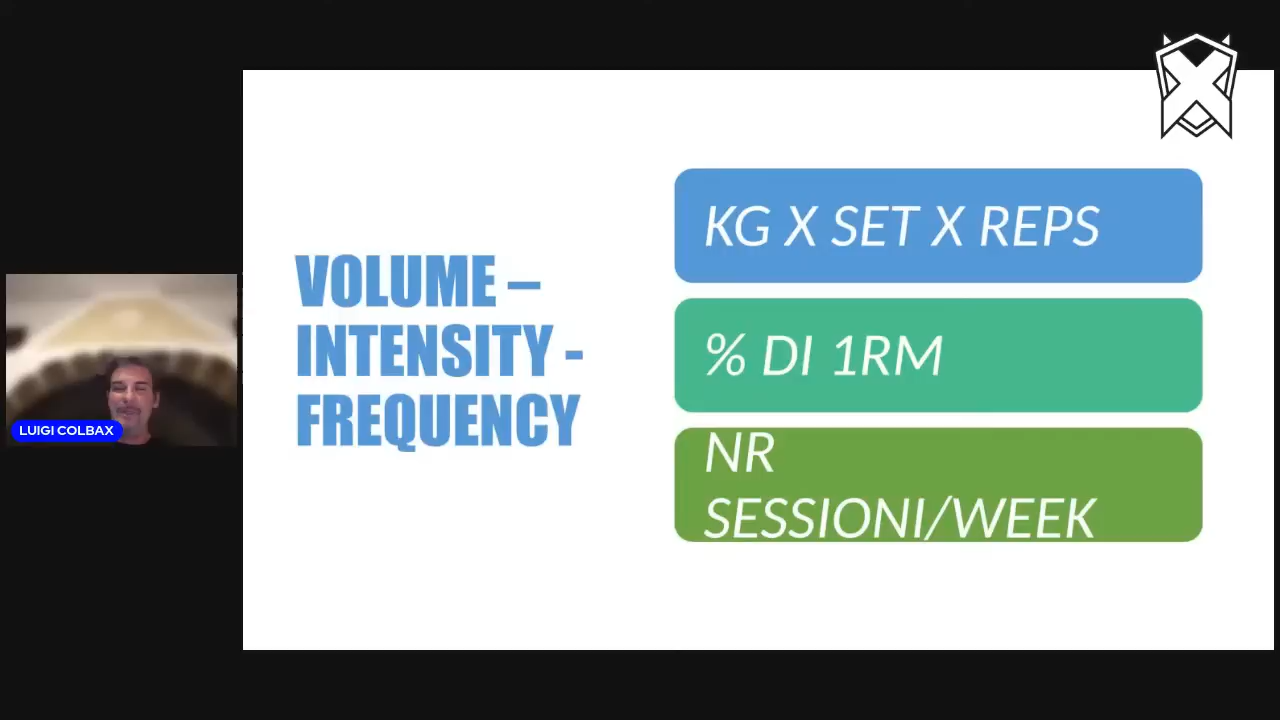 VOLUME –
INTENSITY -
FREQUENCY
KG X SET X REPS
% DI 1RM
NR
SESSIONI/WEEK
LUIGI COLBAX